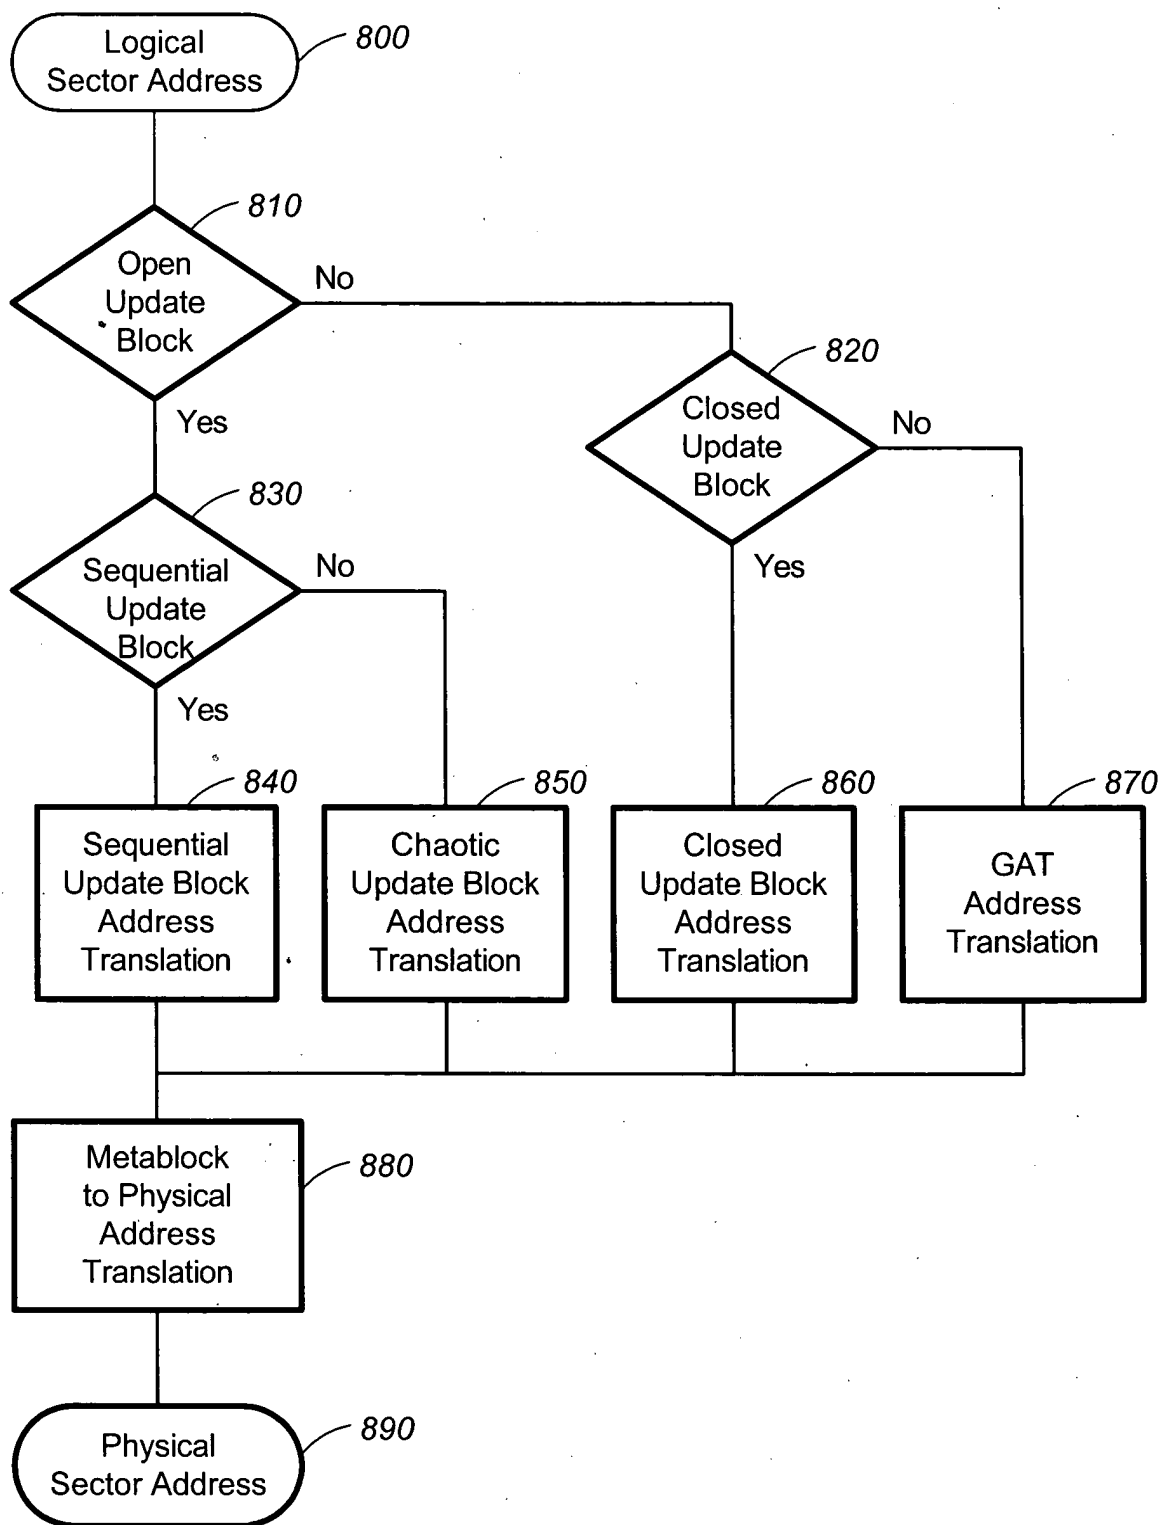 Logical
Sector Address
800
810
Open
Update
Block
No
Yes
820
Closed
Update
Block
No
Yes
830
Sequential
Update
Block
No
Yes
840
Sequential
Update Block
Address
Translation
850
Chaotic
Update Block
Address
Translation
860
Closed
Update Block
Address
Translation
870
GAT
Address
Translation
Metablock
to Physical
Address
Translation
880
Physical
Sector Address
890